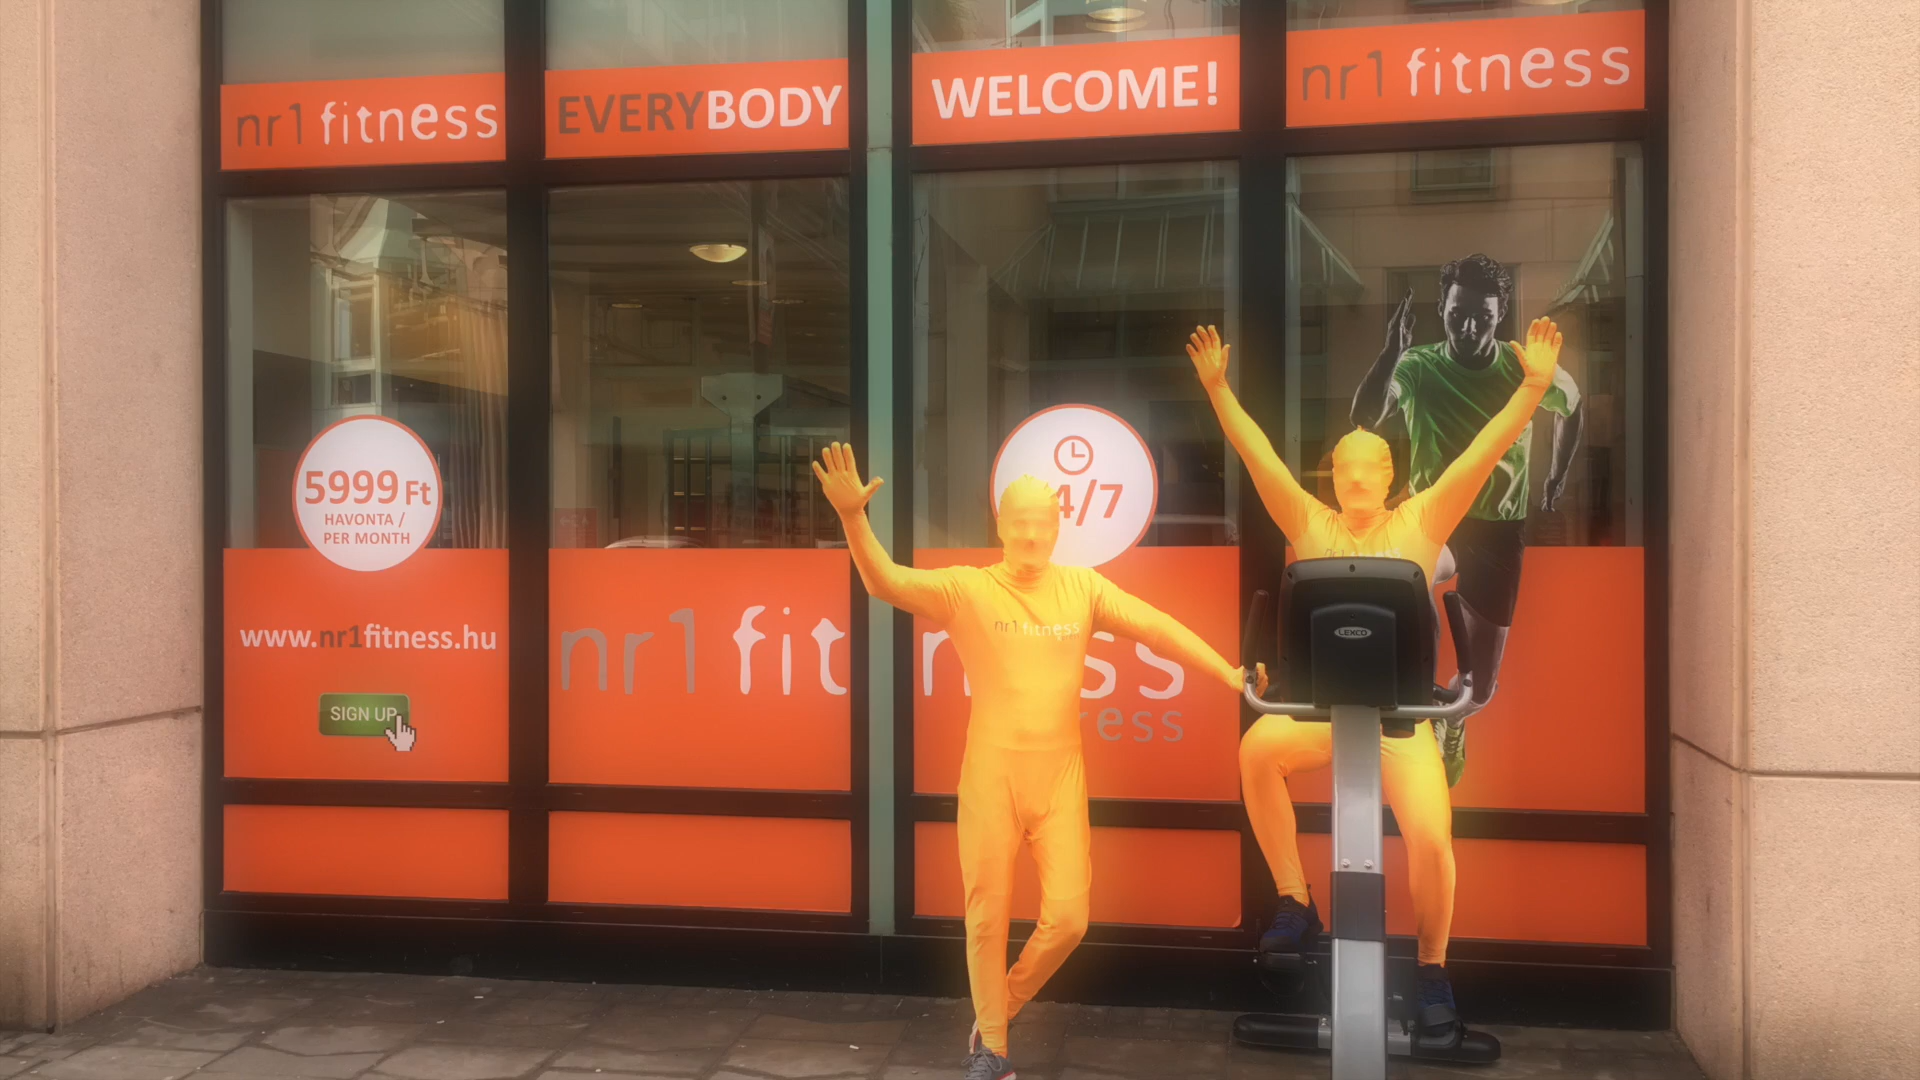 nr1 fitness
EVERYBODY
WELCOME!
nr1 fitness
5999 Ft
HAVONTA /
PER MONTH
4/7
www.nr1fitness.hu
SIGN UP
nr1 fit
ss
ress
nr1 fitness
LEXCO